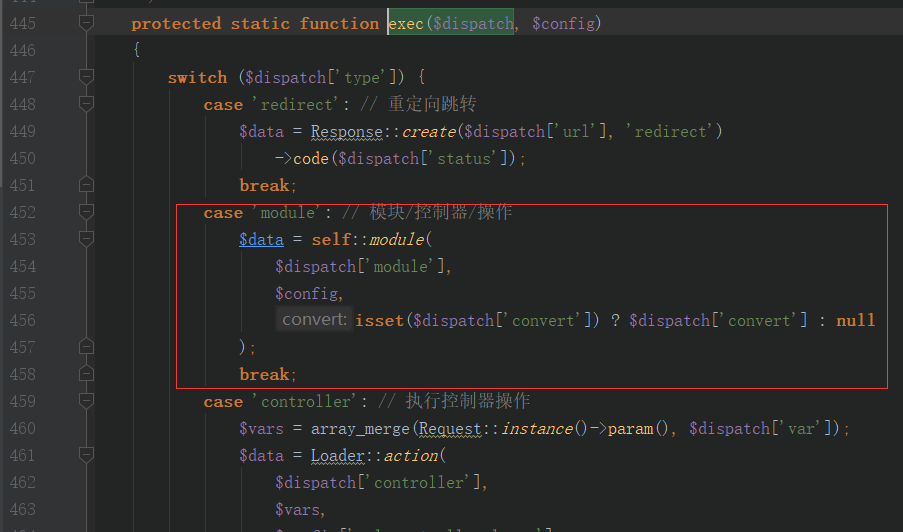 445 protected static function exec($dispatch, $config)
446 {
447 switch ($dispatch['type']) {
448 case 'redirect': // 重定向跳转
449 $data = Response::create($dispatch['url'], 'redirect')
450 ->code($dispatch['status']);
451 break;
452 case 'module': // 模块/控制器/操作
453 $data = self::module(
454 $dispatch['module'],
455 $config,
456 convert: isset($dispatch['convert']) ? $dispatch['convert'] : null
457 );
458 break;
459 case 'controller': // 执行控制器操作
460 $vars = array_merge(Request::instance()->param(), $dispatch['var']);
461 $data = Loader::action(
462 $dispatch['controller'],
463 $vars,